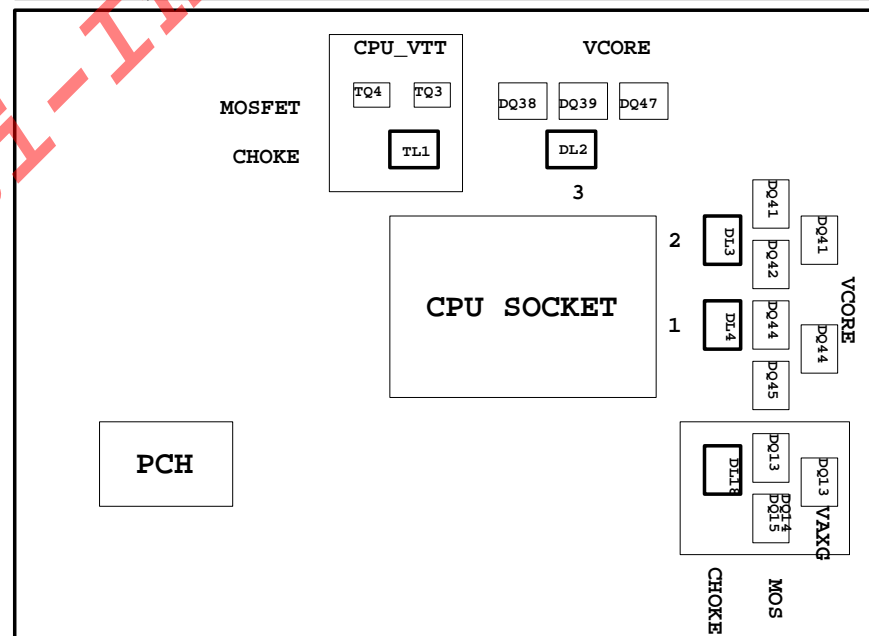 CPU_VTT
VCORE
MOSFET
TQ4
TQ3
DQ38
DQ39
DQ47
CHOKE
TL1
DL2
3
DQ41
2
DL3
DQ41
DQ42
CPU SOCKET
VCORE
1
DL4
DQ44
DQ44
DQ45
PCH
DL18
DQ13
DQ13
DQ14
DQ15
VAXG
CHOKE
MOS